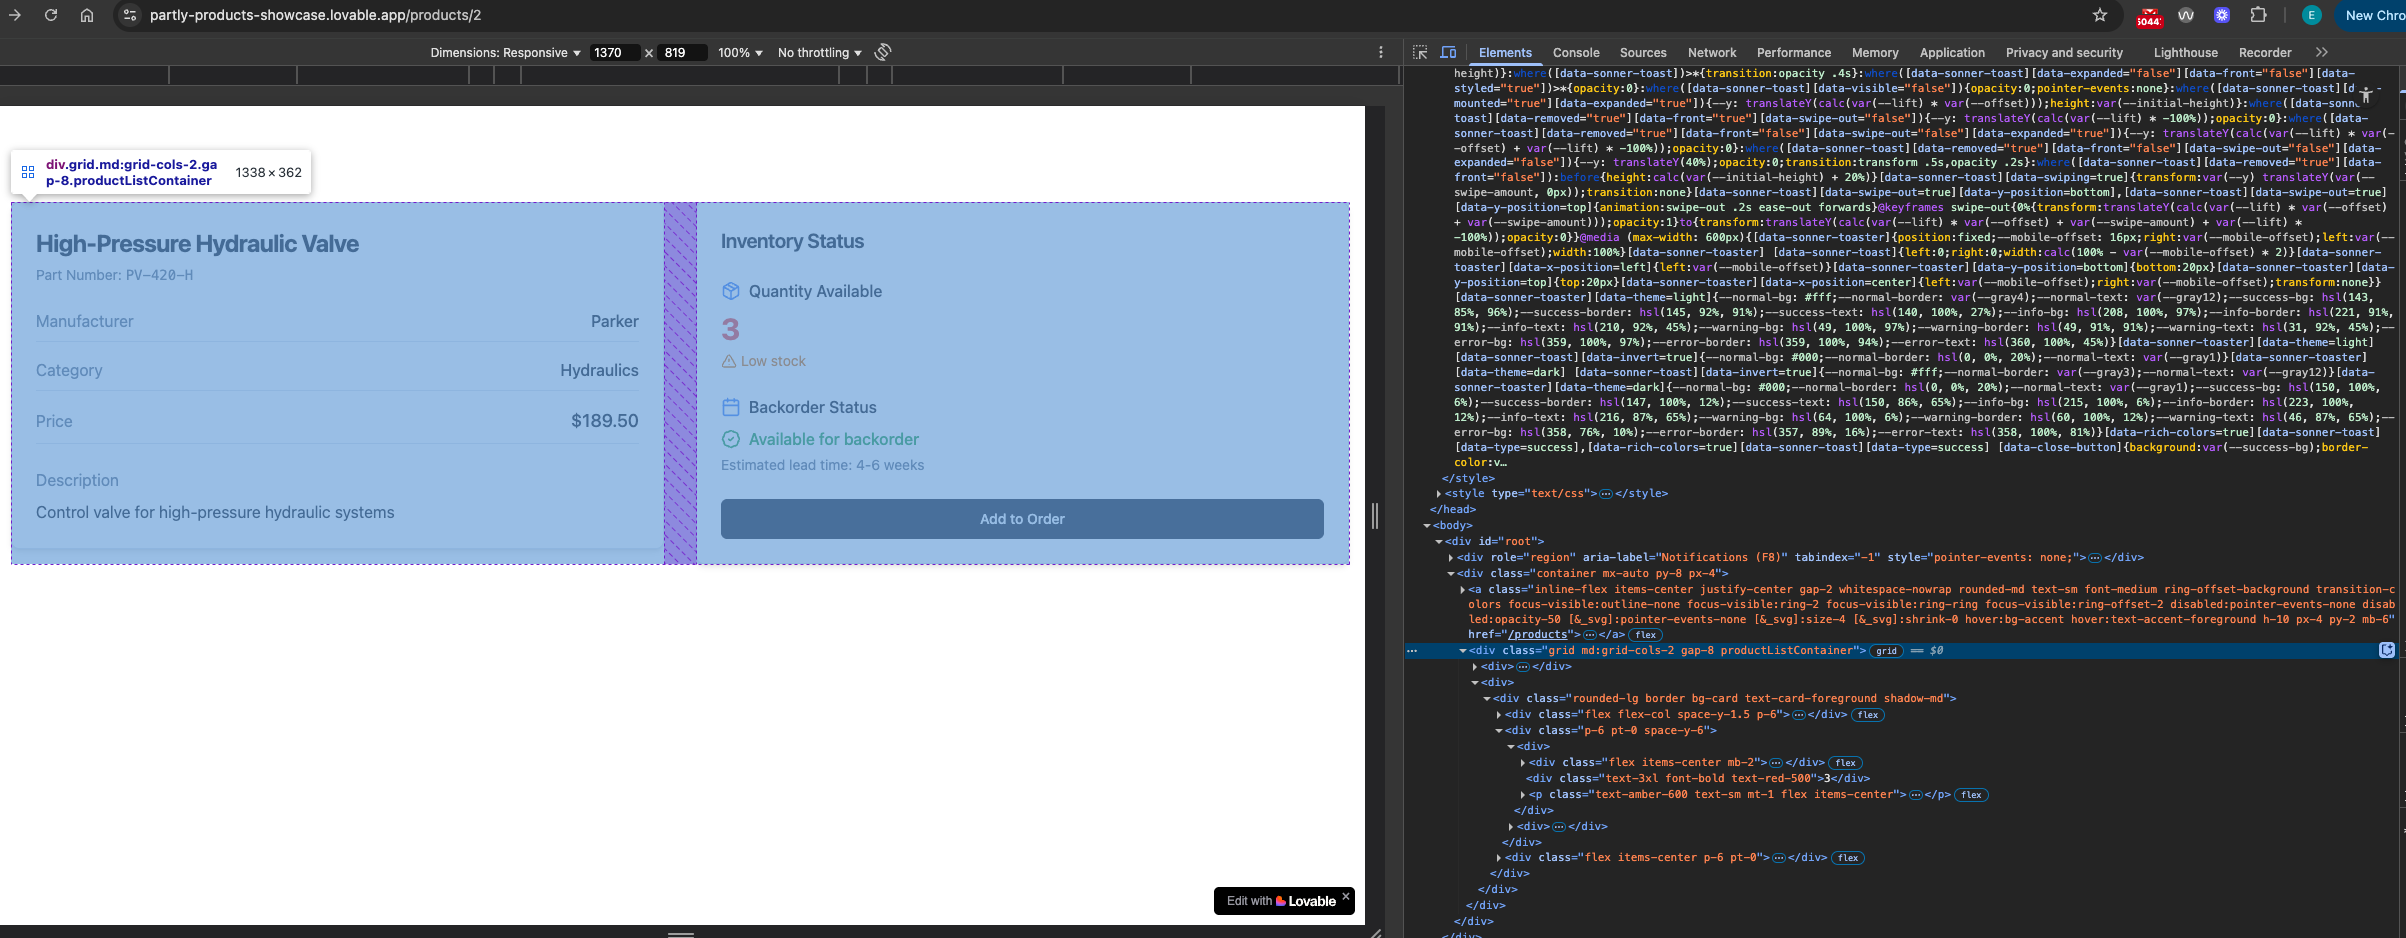 partly-products-showcase.lovable.app/products/2
E
New Chro
Dimensions: Responsive 1370 × 819 100% No throttling
Elements Console Sources Network Performance Memory Application Privacy and security Lighthouse Recorder
div.grid.md:grid-cols-2.ga
p-8.productListContainer
1338 × 362
High-Pressure Hydraulic Valve
Part Number: PV-420-H
Manufacturer Parker
Category Hydraulics
Price $189.50
Description
Control valve for high-pressure hydraulic systems
Inventory Status
Quantity Available
3
Low stock
Backorder Status
Available for backorder
Estimated lead time: 4-6 weeks
Add to Order
Edit with Lovable ×
height)}:where([data-sonner-toast])>*{transition:opacity .4s}:where([data-sonner-toast][data-expanded="false"][data-front="false"][data-
styled="true"])>*{opacity:0}:where([data-sonner-toast][data-visible="false"]){opacity:0;pointer-events:none}:where([data-sonner-toast][d
mounted="true"][data-expanded="true"]){--y: translateY(calc(var(--lift) * var(--offset)));height:var(--initial-height)}:where([data-sonn
toast][data-removed="true"][data-front="true"][data-swipe-out="false"]){--y: translateY(calc(var(--lift) * -100%));opacity:0}:where([data-
sonner-toast][data-removed="true"][data-front="false"][data-swipe-out="false"][data-expanded="true"]){--y: translateY(calc(var(--lift) * var(-
-offset) + var(--lift) * -100%));opacity:0}:where([data-sonner-toast][data-removed="true"][data-front="false"][data-swipe-out="false"][data-
expanded="false"]){--y: translateY(40%);opacity:0;transition:transform .5s,opacity .2s}:where([data-sonner-toast][data-removed="true"][data-
front="false"]):before{height:calc(var(--initial-height) + 20%)}[data-sonner-toast][data-swiping=true]{transform:var(--y) translateY(var(--
swipe-amount, 0px));transition:none}[data-sonner-toast][data-swipe-out=true][data-y-position=bottom],[data-sonner-toast][data-swipe-out=true]
[data-y-position=top]{animation:swipe-out .2s ease-out forwards}@keyframes swipe-out{0%{transform:translateY(calc(var(--lift) * var(--offset)
+ var(--swipe-amount)));opacity:1}to{transform:translateY(calc(var(--lift) * var(--offset) + var(--swipe-amount) + var(--lift) *
-100%));opacity:0}}@media (max-width: 600px){[data-sonner-toaster]{position:fixed;--mobile-offset: 16px;right:var(--mobile-offset);left:var(--
mobile-offset);width:100%}[data-sonner-toaster] [data-sonner-toast]{left:0;right:0;width:calc(100% - var(--mobile-offset) * 2)}[data-sonner-
toaster][data-x-position=left]{left:var(--mobile-offset)}[data-sonner-toaster][data-y-position=bottom]{bottom:20px}[data-sonner-toaster][data-
y-position=top]{top:20px}[data-sonner-toaster][data-x-position=center]{left:var(--mobile-offset);right:var(--mobile-offset);transform:none}}
[data-sonner-toaster][data-theme=light]{--normal-bg: #fff;--normal-border: var(--gray4);--normal-text: var(--gray12);--success-bg: hsl(143,
85%, 96%);--success-border: hsl(145, 92%, 91%);--success-text: hsl(140, 100%, 27%);--info-bg: hsl(208, 100%, 97%);--info-border: hsl(221, 91%,
91%);--info-text: hsl(210, 92%, 45%);--warning-bg: hsl(49, 100%, 97%);--warning-border: hsl(49, 91%, 91%);--warning-text: hsl(31, 92%, 45%);--
error-bg: hsl(359, 100%, 97%);--error-border: hsl(359, 100%, 94%);--error-text: hsl(360, 100%, 45%)}[data-sonner-toaster][data-theme=light]
[data-sonner-toast][data-invert=true]{--normal-bg: #000;--normal-border: hsl(0, 0%, 20%);--normal-text: var(--gray1)}[data-sonner-toaster]
[data-theme=dark] [data-sonner-toast][data-invert=true]{--normal-bg: #fff;--normal-border: var(--gray3);--normal-text: var(--gray12)}[data-
sonner-toaster][data-theme=dark]{--normal-bg: #000;--normal-border: hsl(0, 0%, 20%);--normal-text: var(--gray1);--success-bg: hsl(150, 100%,
6%);--success-border: hsl(147, 100%, 12%);--success-text: hsl(150, 86%, 65%);--info-bg: hsl(215, 100%, 6%);--info-border: hsl(223, 100%,
12%);--info-text: hsl(216, 87%, 65%);--warning-bg: hsl(64, 100%, 6%);--warning-border: hsl(60, 100%, 12%);--warning-text: hsl(46, 87%, 65%);--
error-bg: hsl(358, 76%, 10%);--error-border: hsl(357, 89%, 16%);--error-text: hsl(358, 100%, 81%)}[data-rich-colors=true][data-sonner-toast]
[data-type=success],[data-rich-colors=true][data-sonner-toast][data-type=success] [data-close-button]{background:var(--success-bg);border-
color:v…
</style>
<style type="text/css">…</style>
</head>
<body>
<div id="root">
<div role="region" aria-label="Notifications (F8)" tabindex="-1" style="pointer-events: none;">…</div>
<div class="container mx-auto py-8 px-4">
<a class="inline-flex items-center justify-center gap-2 whitespace-nowrap rounded-md text-sm font-medium ring-offset-background transition-c
olors focus-visible:outline-none focus-visible:ring-2 focus-visible:ring-ring focus-visible:ring-offset-2 disabled:pointer-events-none disab
led:opacity-50 [&_svg]:pointer-events-none [&_svg]:size-4 [&_svg]:shrink-0 hover:bg-accent hover:text-accent-foreground h-10 px-4 py-2 mb-6"
href="/products">…</a> flex
<div class="grid md:grid-cols-2 gap-8 productListContainer"> grid == $0
<div>…</div>
<div>
<div class="rounded-lg border bg-card text-card-foreground shadow-md">
<div class="flex flex-col space-y-1.5 p-6">…</div> flex
<div class="p-6 pt-0 space-y-6">
<div>
<div class="flex items-center mb-2">…</div> flex
<div class="text-3xl font-bold text-red-500">3</div>
<p class="text-amber-600 text-sm mt-1 flex items-center">…</p> flex
</div>
<div>…</div>
</div>
<div class="flex items-center p-6 pt-0">…</div> flex
</div>
</div>
</div>
</div>